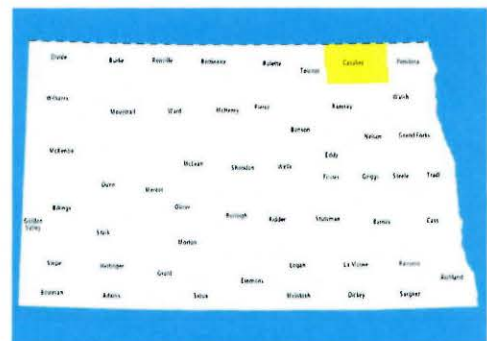 Divide Burke Renville Bottineau Rolette Towner Cavalier Pembina
Williams Mountrail Ward McHenry Pierce Ramsey Walsh
Benson Nelson Grand Forks
McKenzie McLean Sheridan Wells Eddy
Dunn Mercer Foster Griggs Steele Traill
Billings Oliver Burleigh Kidder Stutsman Barnes Cass
Golden Valley Stark
Morton
Slope Hettinger Grant Emmons Logan La Moure Ransom Richland
Bowman Adams Sioux McIntosh Dickey Sargent